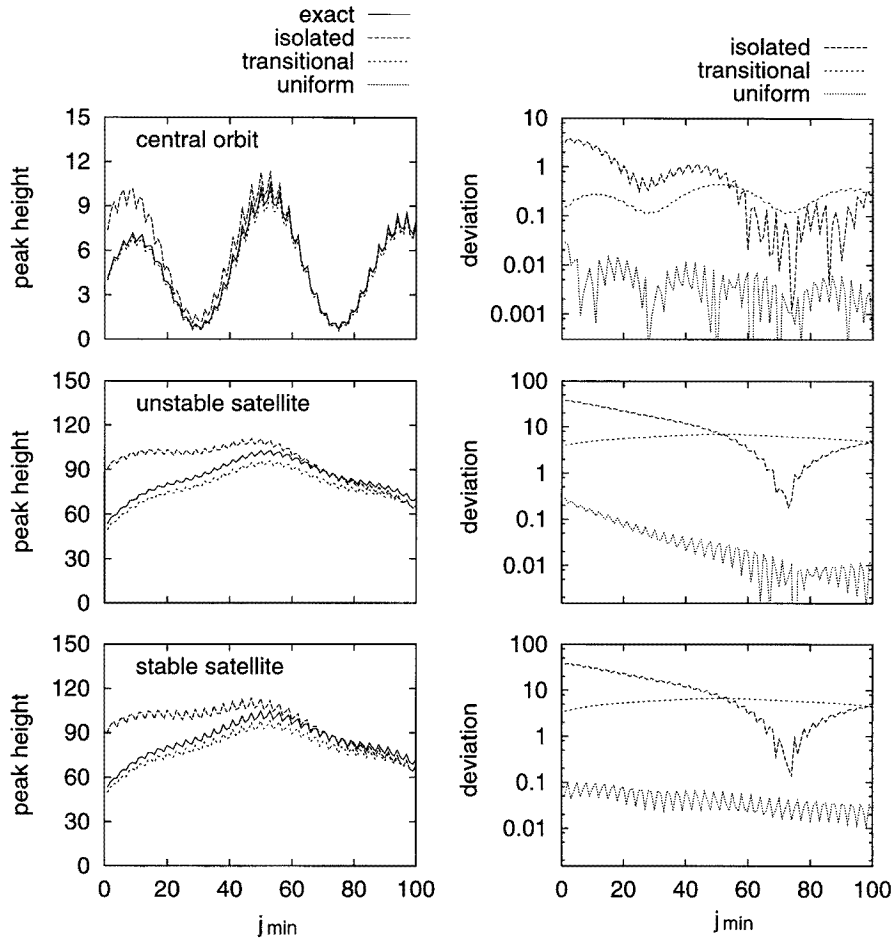 exact
isolated
transitional
uniform
isolated
transitional
uniform
15
12
9
6
3
0
peak height
central orbit
10
1
0.1
0.01
0.001
deviation
150
120
90
60
30
0
peak height
unstable satellite
100
10
1
0.1
0.01
deviation
150
120
90
60
30
0
peak height
stable satellite
0 20 40 60 80 100
j min
100
10
1
0.1
0.01
deviation
0 20 40 60 80 100
j min